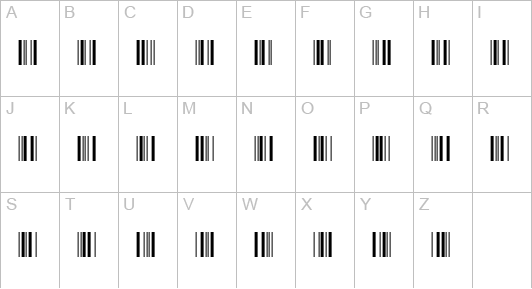 A B C D E F G H I
J K L M N O P Q R
S T U V W X Y Z